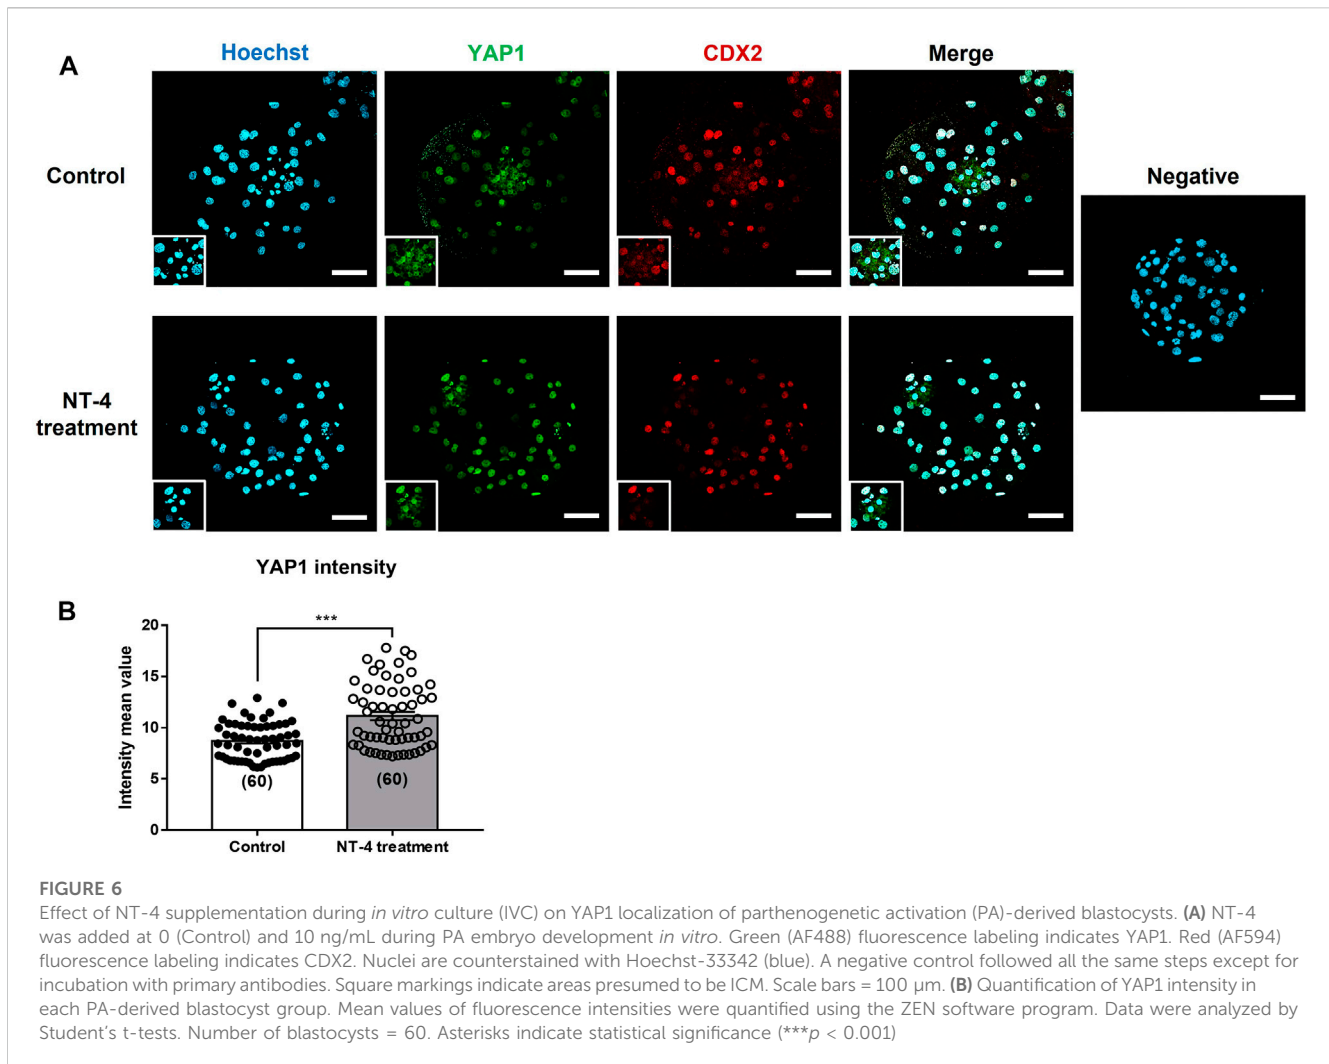 A
Hoechst
YAP1
CDX2
Merge
Control
Negative
NT-4
treatment
YAP1 intensity
B
Intensity mean value
20
15
10
5
0
***
(60)
(60)
Control
NT-4 treatment
FIGURE 6
Effect of NT-4 supplementation during in vitro culture (IVC) on YAP1 localization of parthenogenetic activation (PA)-derived blastocysts. (A) NT-4
was added at 0 (Control) and 10 ng/mL during PA embryo development in vitro. Green (AF488) fluorescence labeling indicates YAP1. Red (AF594)
fluorescence labeling indicates CDX2. Nuclei are counterstained with Hoechst-33342 (blue). A negative control followed all the same steps except for
incubation with primary antibodies. Square markings indicate areas presumed to be ICM. Scale bars = 100 µm. (B) Quantification of YAP1 intensity in
each PA-derived blastocyst group. Mean values of fluorescence intensities were quantified using the ZEN software program. Data were analyzed by
Student's t-tests. Number of blastocysts = 60. Asterisks indicate statistical significance (***p < 0.001)